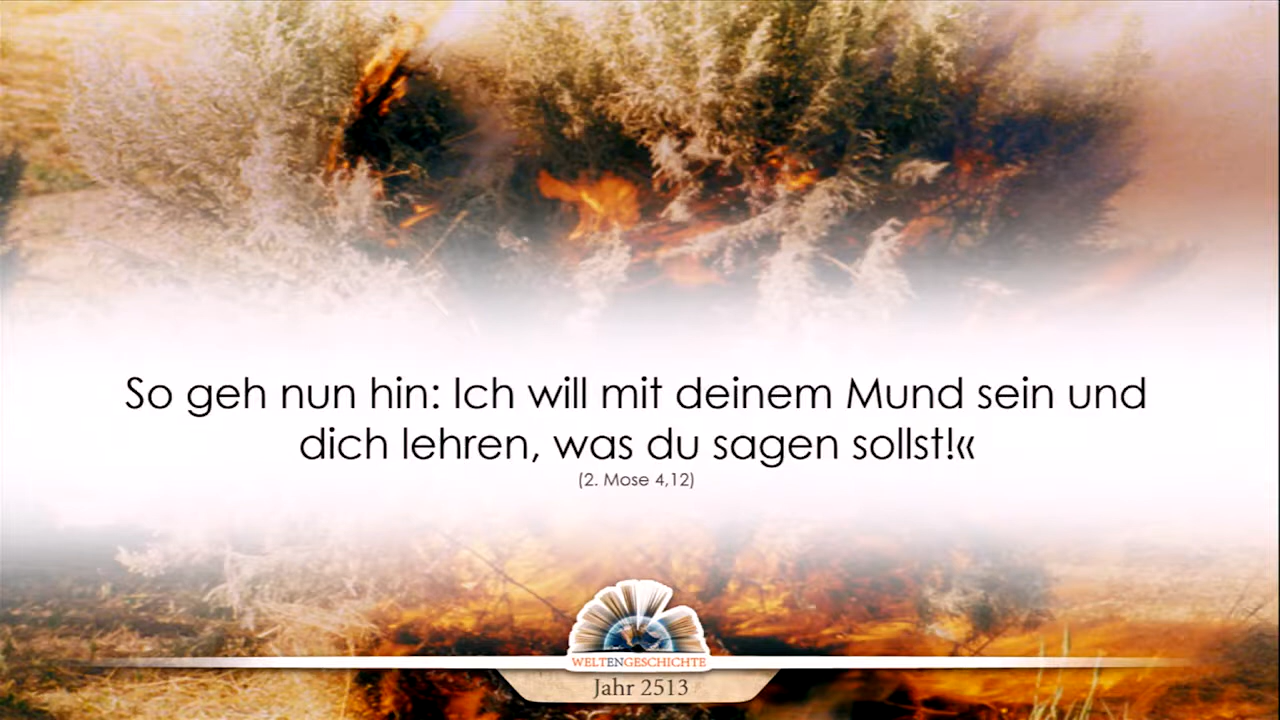 So geh nun hin: Ich will mit deinem Mund sein und
dich lehren, was du sagen sollst!«
(2. Mose 4,12)
WELTENGESCHICHTE
Jahr 2513